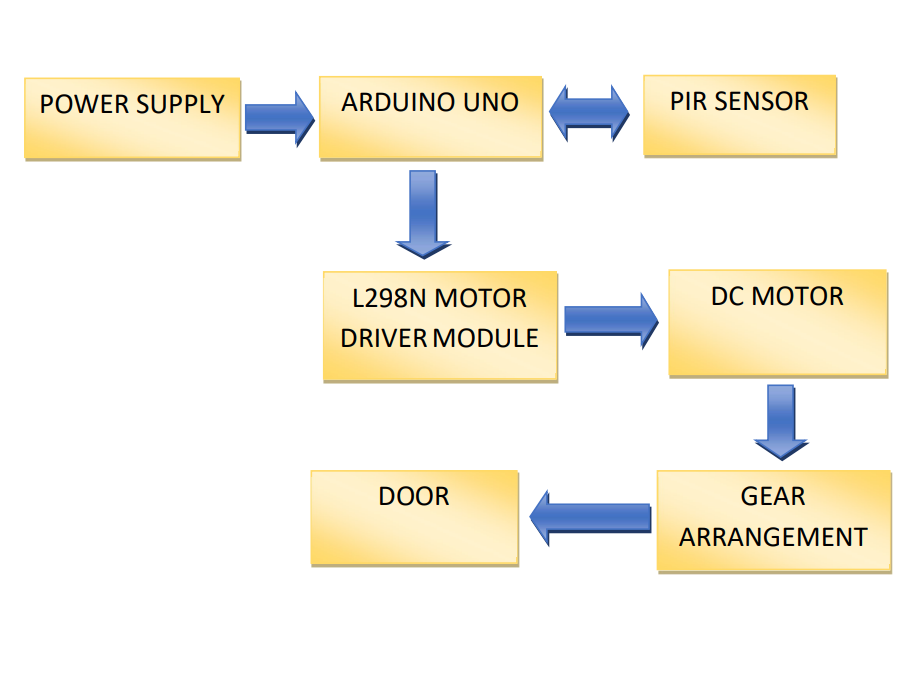 POWER SUPPLY
ARDUINO UNO
PIR SENSOR
L298N MOTOR
DRIVER MODULE
DC MOTOR
DOOR
GEAR
ARRANGEMENT